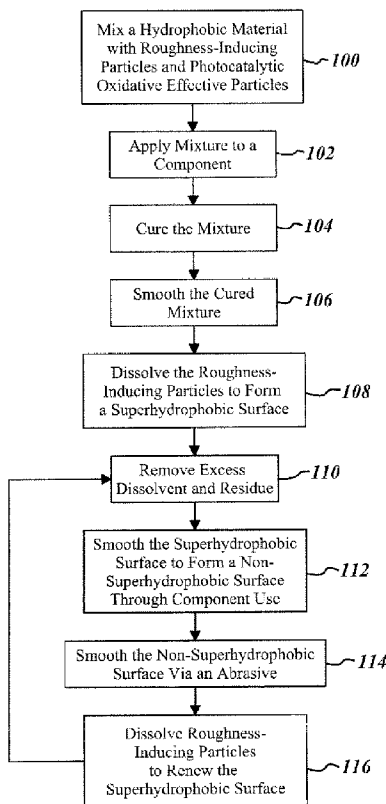 Mix a Hydrophobic Material
with Roughness-Inducing
Particles and Photocatalytic
Oxidative Effective Particles
100
Apply Mixture to a
Component
102
Cure the Mixture
104
Smooth the Cured
Mixture
106
Dissolve the Roughness-
Inducing Particles to Form
a Superhydrophobic Surface
108
Remove Excess
Dissolvent and Residue
110
Smooth the Superhydrophobic
Surface to Form a Non-
Superhydrophobic Surface
Through Component Use
112
Smooth the Non-Superhydrophobic
Surface Via an Abrasive
114
Dissolve Roughness-
Inducing Particles
to Renew the
Superhydrophobic Surface
116